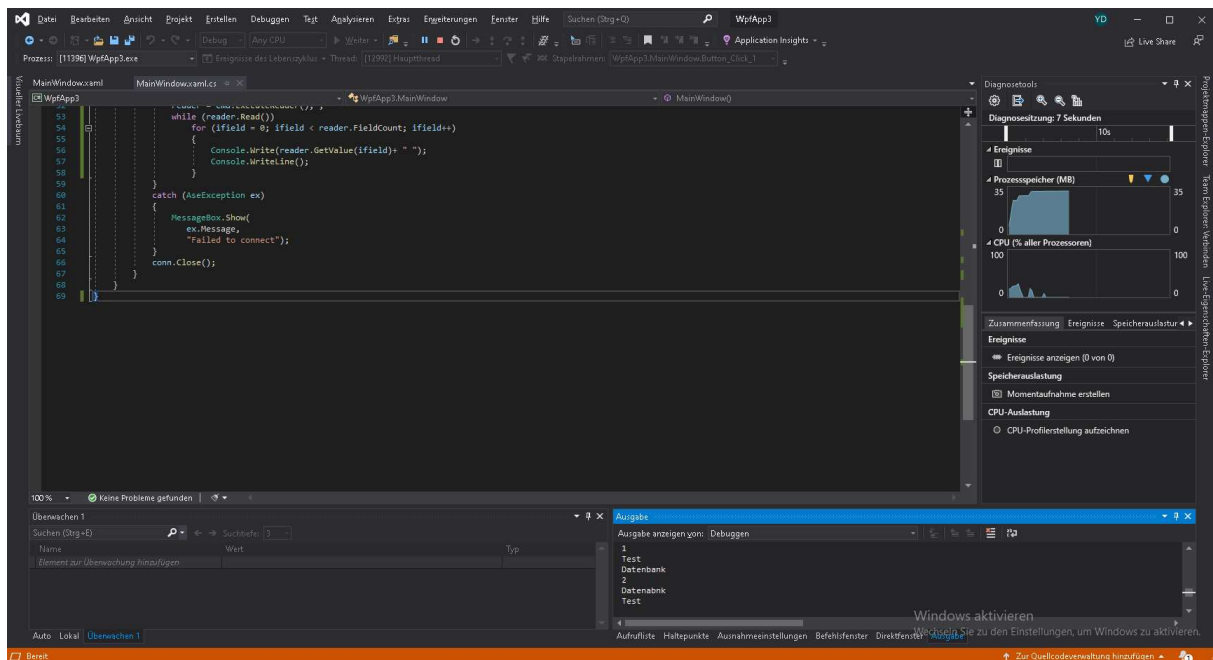 Datei Bearbeiten Ansicht Projekt Erstellen Debuggen Test Analysieren Extras Erweiterungen Fenster Hilfe Suchen (Strg+Q) WpfApp3 YD
Debug Any CPU Weiter Application Insights Live Share
Prozess: [11396] WpfApp3.exe Ereignisse des Lebenszyklus Thread: [12992] Hauptthread Stapelrahmen: WpfApp3.MainWindow.Button_Click_1
MainWindow.xaml MainWindow.xaml.cs
WpfApp3 WpfApp3.MainWindow MainWindow()
52 reader = cmd.ExecuteReader(); ;
53 while (reader.Read())
54 for (ifield = 0; ifield < reader.FieldCount; ifield++)
55 {
56 Console.Write(reader.GetValue(ifield)+ " ");
57 Console.WriteLine();
58 }
59 }
60 catch (AseException ex)
61 {
62 MessageBox.Show(
63 ex.Message,
64 "Failed to connect");
65 }
66 conn.Close();
67 }
68 }
69 }
100 % Keine Probleme gefunden
Visueller Livebaum
Diagnosetools
Diagnosesitzung: 7 Sekunden
10s
Ereignisse
Prozessspeicher (MB)
35 35
0 0
CPU (% aller Prozessoren)
100 100
0 0
Zusammenfassung Ereignisse Speicherauslastur
Ereignisse
Ereignisse anzeigen (0 von 0)
Speicherauslastung
Momentaufnahme erstellen
CPU-Auslastung
CPU-Profilerstellung aufzeichnen
Projektmappen-Explorer Team Explorer: Verbinden Live-Eigenschaften-Explorer
Überwachen 1
Suchen (Strg+E) Suchtiefe: 3
Name Wert Typ
Element zur Überwachung hinzufügen
Auto Lokal Überwachen 1
Ausgabe
Ausgabe anzeigen von: Debuggen
1
Test
Datenbank
2
Datenabnk
Test
Windows aktivieren
Wechseln Sie zu den Einstellungen, um Windows zu aktivieren.
Aufrufliste Haltepunkte Ausnahmeeinstellungen Befehlsfenster Direktfenster Ausgabe
Bereit Zur Quellcodeverwaltung hinzufügen